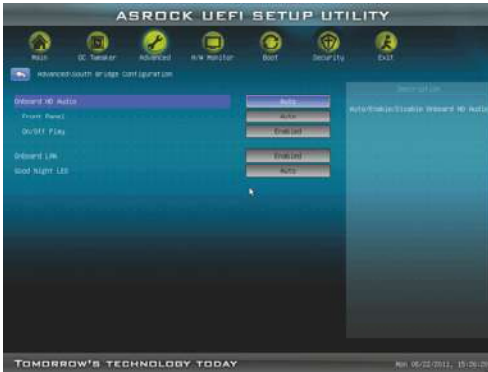 ASROCK UEFI SETUP UTILITY
Main OC Tweaker Advanced H/W Monitor Boot Security Exit
Advanced\South Bridge Configuration
Description
Onboard HD Audio Auto
Auto/Enable/Disable Onboard HD Audio
Front Panel Auto
On/Off Play Enabled
Onboard LAN Enabled
Good Night LED Auto
TOMORROW'S TECHNOLOGY TODAY